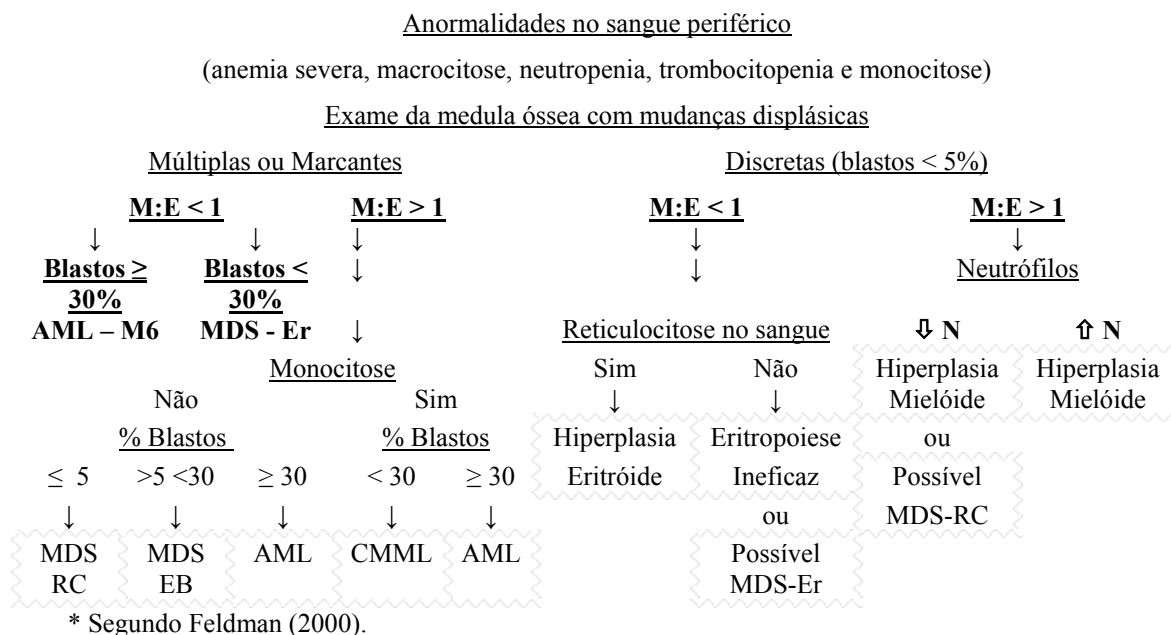 Anormalidades no sangue periférico
(anemia severa, macrocitose, neutropenia, trombocitopenia e monocitose)
Exame da medula óssea com mudanças displásicas
Múltiplas ou Marcantes Discretas (blastos < 5%)
M:E < 1 M:E > 1 M:E < 1 M:E > 1
↓ ↓ ↓ ↓ ↓
Blastos ≥ Blastos < ↓ ↓ Neutrófilos
30% 30%
AML – M6 MDS - Er ↓ Reticulocitose no sangue ⇩ N ⇧ N
Monocitose Sim Não Hiperplasia Hiperplasia
Não Sim ↓ ↓ Mielóide Mielóide
% Blastos % Blastos Hiperplasia Eritropoiese ou
≤ 5 >5 <30 ≥ 30 < 30 ≥ 30 Eritróide Ineficaz Possível
↓ ↓ ↓ ↓ ↓ ou MDS-RC
MDS MDS AML CMML AML Possível
RC EB MDS-Er
* Segundo Feldman (2000).